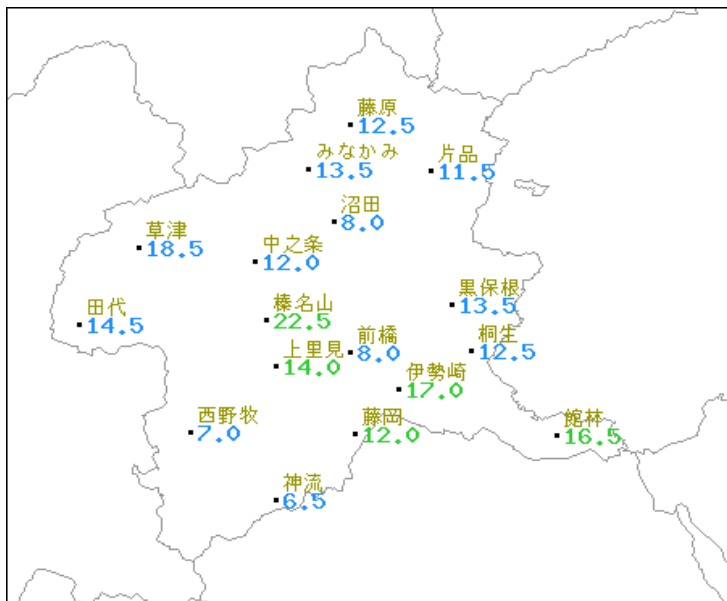 藤原
12.5
みなかみ
13.5
片品
11.5
沼田
8.0
草津
18.5
中之条
12.0
田代
14.5
榛名山
22.5
黒保根
13.5
上里見
14.0
前橋
8.0
桐生
12.5
伊勢崎
17.0
西野牧
7.0
藤岡
12.0
館林
16.5
神流
6.5